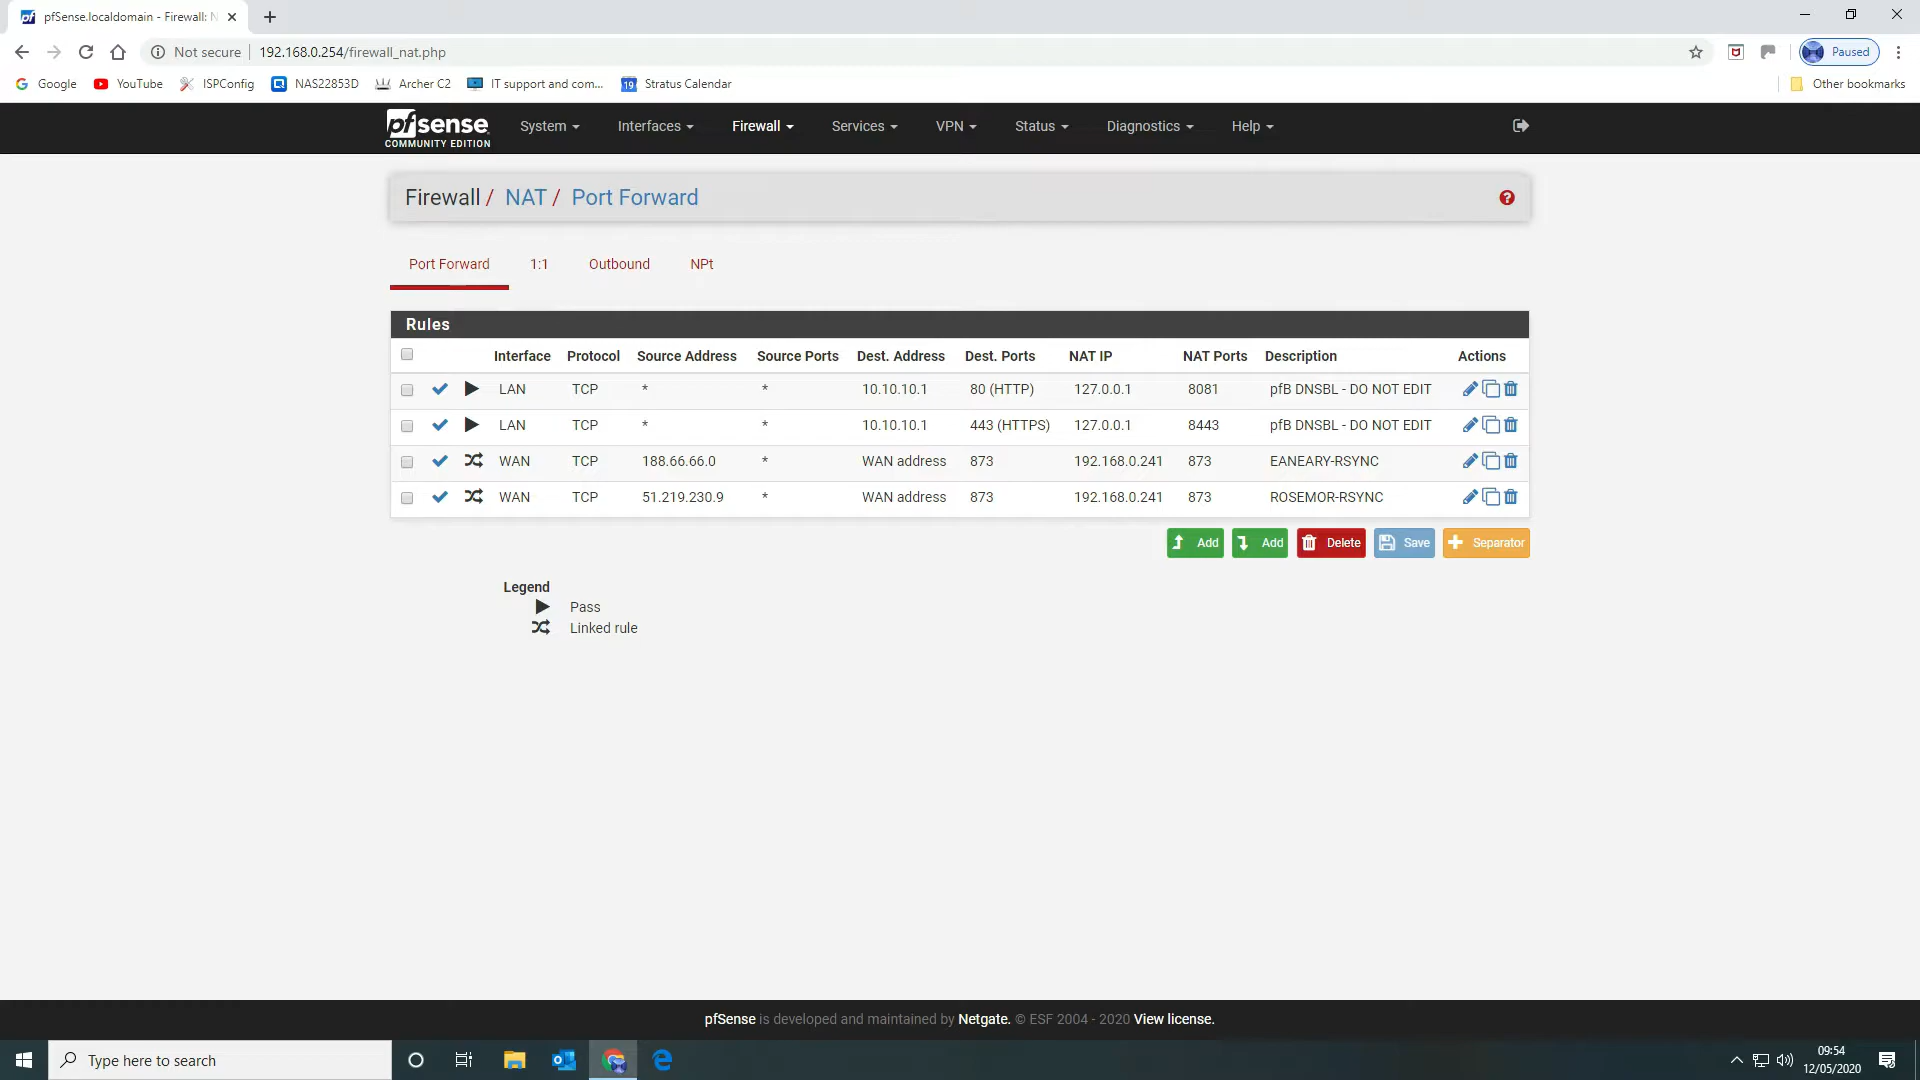 pfSense.localdomain - Firewall: N
Not secure
192.168.0.254/firewall_nat.php
Paused
Google
YouTube
ISPConfig
NAS22853D
Archer C2
IT support and com...
19
Stratus Calendar
Other bookmarks
pfsense
COMMUNITY EDITION
System
Interfaces
Firewall
Services
VPN
Status
Diagnostics
Help
Firewall / NAT / Port Forward
Port Forward
1:1
Outbound
NPt
Rules
Interface Protocol Source Address Source Ports Dest. Address Dest. Ports NAT IP NAT Ports Description Actions
LAN TCP * * 10.10.10.1 80 (HTTP) 127.0.0.1 8081 pfB DNSBL - DO NOT EDIT
LAN TCP * * 10.10.10.1 443 (HTTPS) 127.0.0.1 8443 pfB DNSBL - DO NOT EDIT
WAN TCP 188.66.66.0 * WAN address 873 192.168.0.241 873 EANEARY-RSYNC
WAN TCP 51.219.230.9 * WAN address 873 192.168.0.241 873 ROSEMOR-RSYNC
Add
Add
Delete
Save
Separator
Legend
Pass
Linked rule
pfSense is developed and maintained by Netgate. © ESF 2004 - 2020 View license.
Type here to search
09:54
12/05/2020